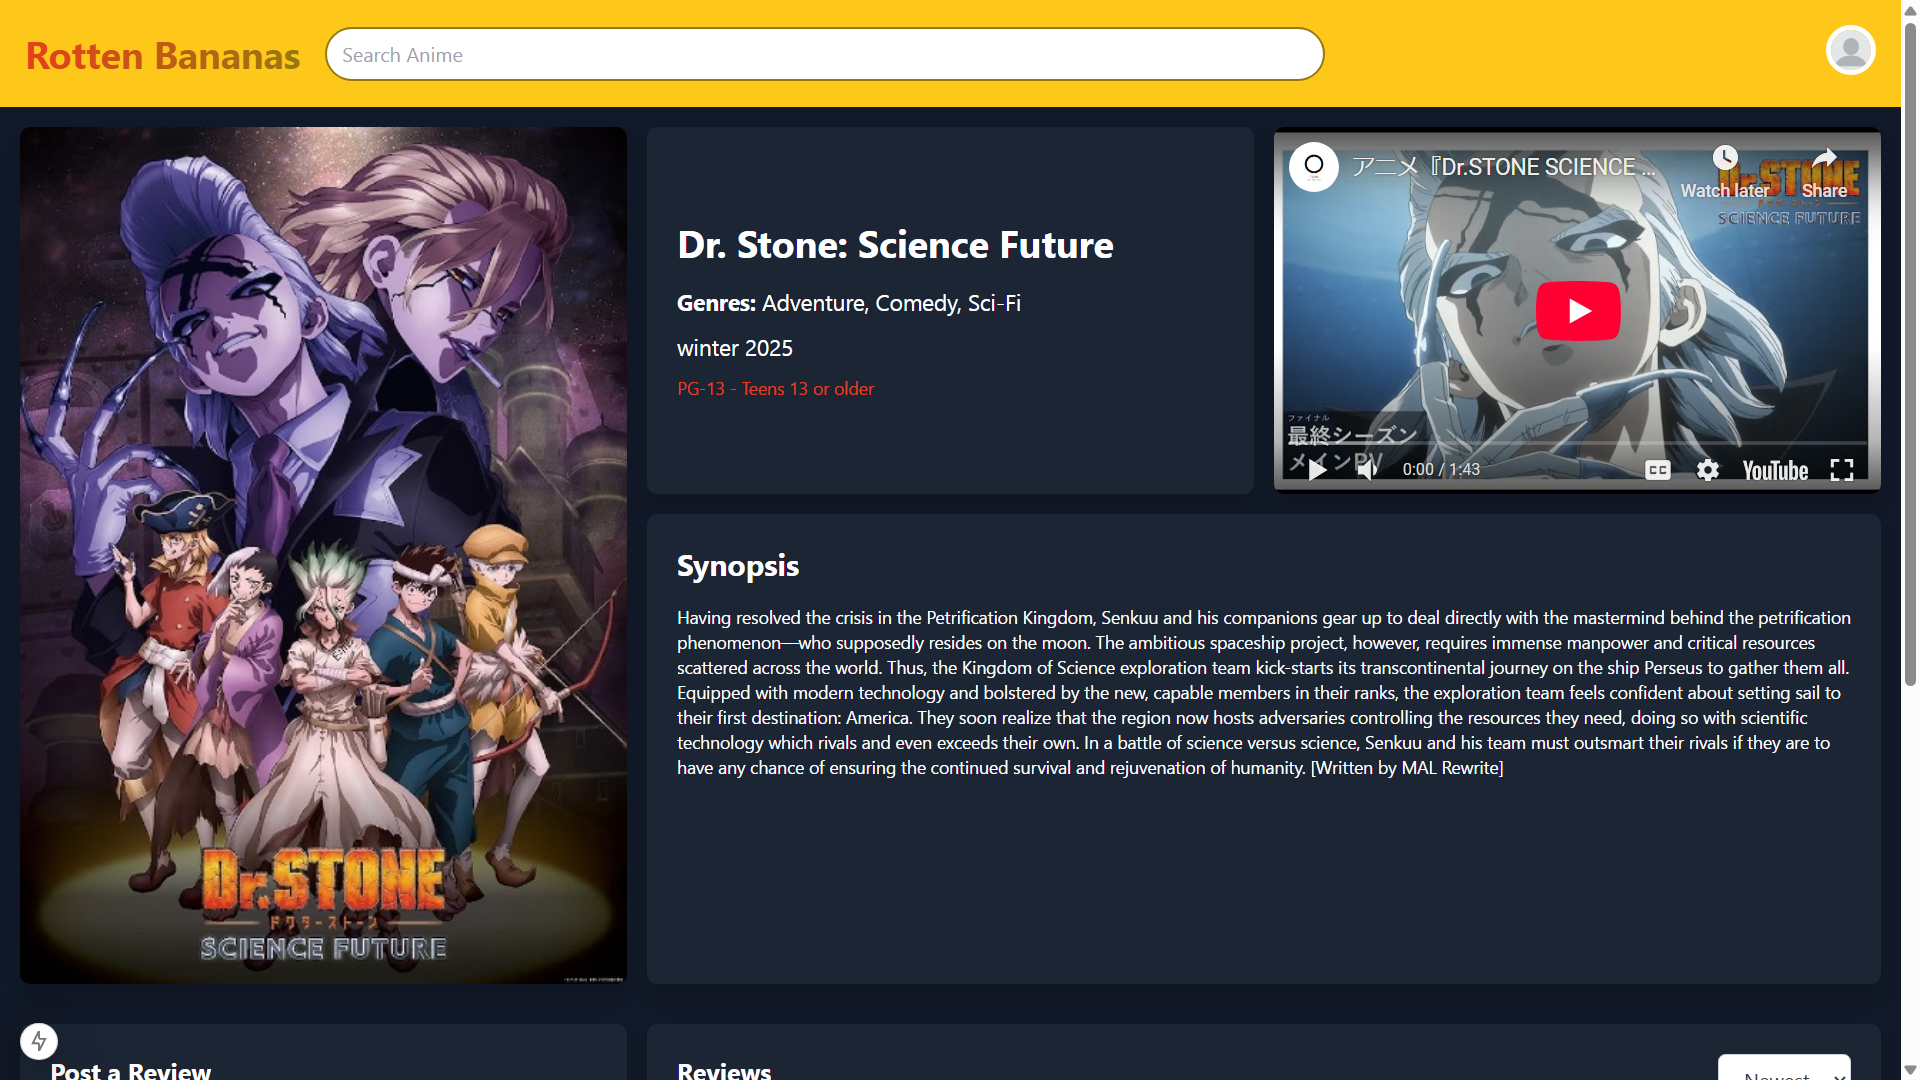 Rotten Bananas
Search Anime
Dr.STONE
ドクターストーン
SCIENCE FUTURE
Dr. Stone: Science Future
Genres: Adventure, Comedy, Sci-Fi
winter 2025
PG-13 - Teens 13 or older
アニメ『Dr.STONE SCIENCE ...
Watch later
Share
Dr.STONE
SCIENCE FUTURE
ファイナル
最終シーズン
メインPV
0:00 / 1:43
CC
YouTube
Synopsis
Having resolved the crisis in the Petrification Kingdom, Senkuu and his companions gear up to deal directly with the mastermind behind the petrification
phenomenon—who supposedly resides on the moon. The ambitious spaceship project, however, requires immense manpower and critical resources
scattered across the world. Thus, the Kingdom of Science exploration team kick-starts its transcontinental journey on the ship Perseus to gather them all.
Equipped with modern technology and bolstered by the new, capable members in their ranks, the exploration team feels confident about setting sail to
their first destination: America. They soon realize that the region now hosts adversaries controlling the resources they need, doing so with scientific
technology which rivals and even exceeds their own. In a battle of science versus science, Senkuu and his team must outsmart their rivals if they are to
have any chance of ensuring the continued survival and rejuvenation of humanity. [Written by MAL Rewrite]
Post a Review
Reviews
Newest